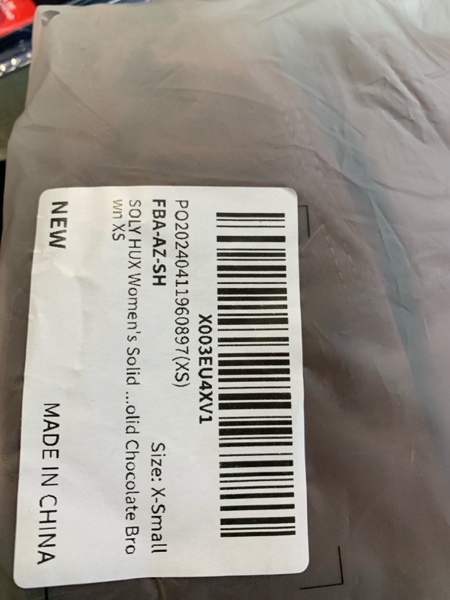 X003EU4XV1
PO20240411960897(XS)
FBA-AZ-SH Size: X-Small
SOLY HUX Women's Solid ...olid Chocolate Bro
wn XS
NEW MADE IN CHINA